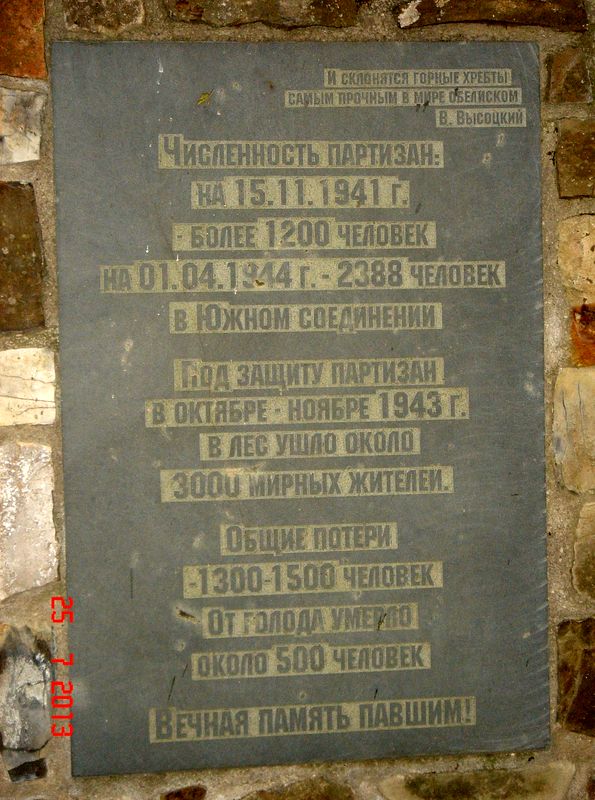 И склонятся горные хребты
самым прочным в мире обелиском
В. Высоцкий
Численность партизан:
на 15.11.1941 г.
- более 1200 человек
на 01.04.1944 г. - 2388 человек
в Южном соединении
Под защиту партизан
в октябре - ноябре 1943 г.
в лес ушло около
3000 мирных жителей.
Общие потери
-1300-1500 человек
От голода умерло
около 500 человек
Вечная память павшим!
25 7 2013